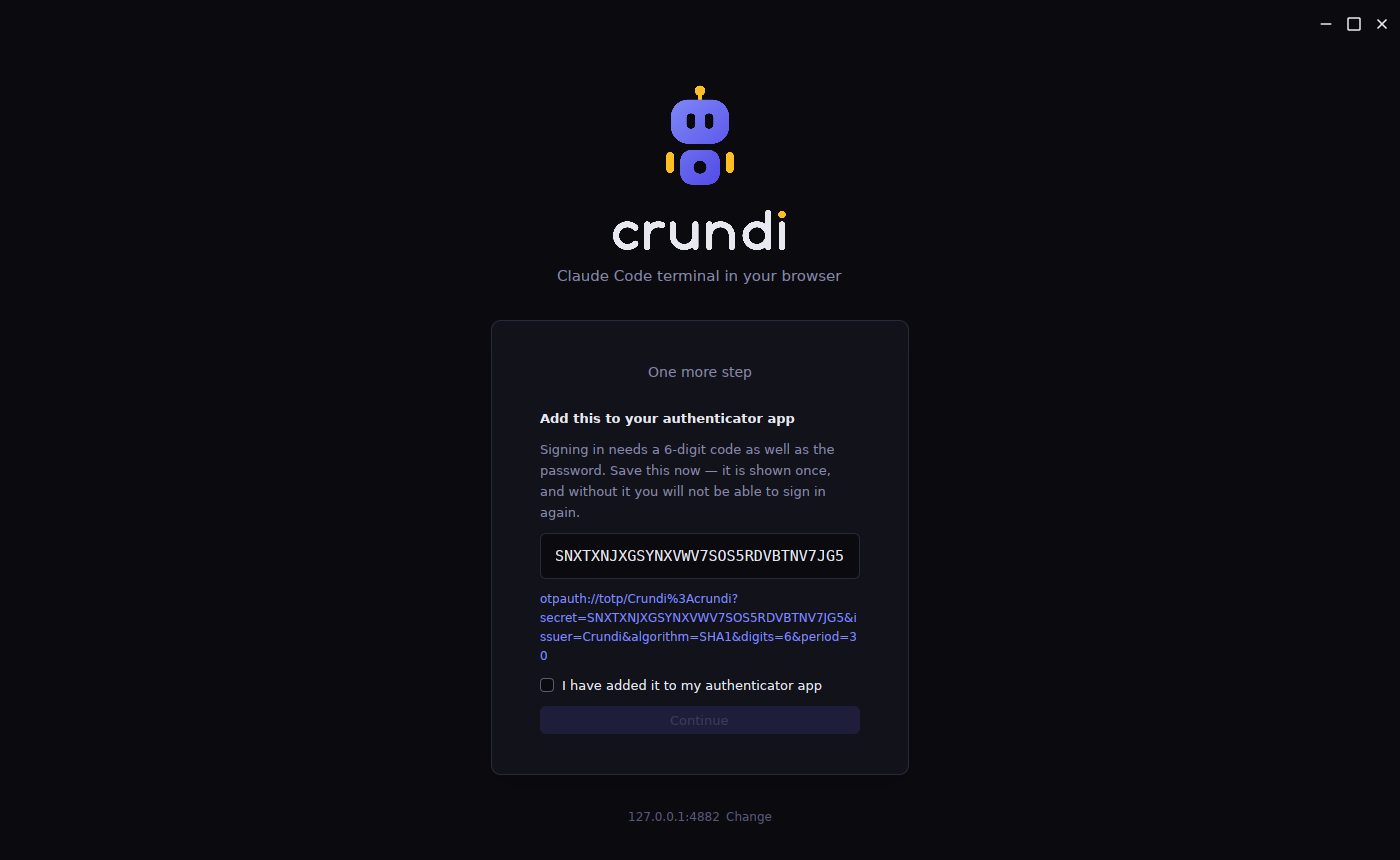 crundi
Claude Code terminal in your browser
One more step
Add this to your authenticator app
Signing in needs a 6-digit code as well as the
password. Save this now — it is shown once,
and without it you will not be able to sign in
again.
SNXTXNJXGSYNXVWV7SOS5RDVBTNV7JG5
otpauth://totp/Crundi%3Acrundi?
secret=SNXTXNJXGSYNXVWV7SOS5RDVBTNV7JG5&i
ssuer=Crundi&algorithm=SHA1&digits=6&period=3
0
I have added it to my authenticator app
Continue
127.0.0.1:4882 Change